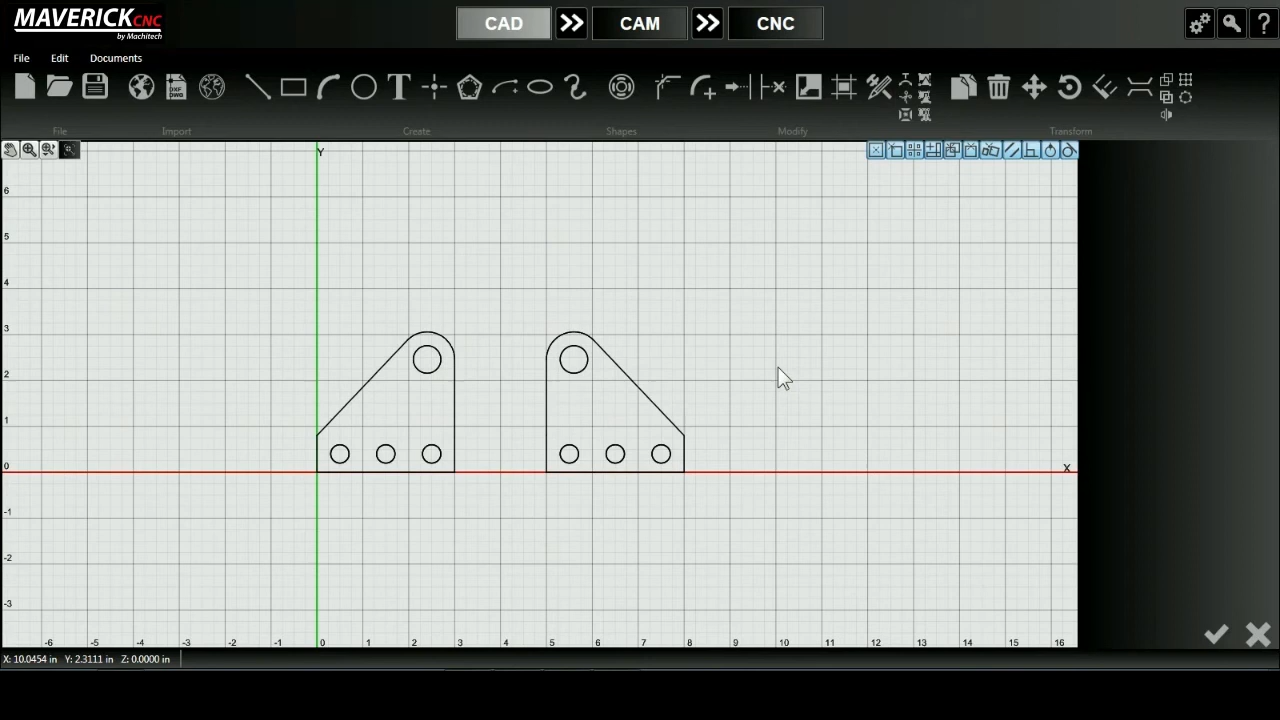 MAVERICK CNC
by Machitech
CAD >> CAM >> CNC
?
File Edit Documents
DXF
DWG
T
File Import Create Shapes Modify Transform
Y
6
5
4
3
2
1
0
X
-1
-2
-3
-6 -5 -4 -3 -2 -1 0 1 2 3 4 5 6 7 8 9 10 11 12 13 14 15 16
X: 10.0454 in Y: 2.3111 in Z: 0.0000 in